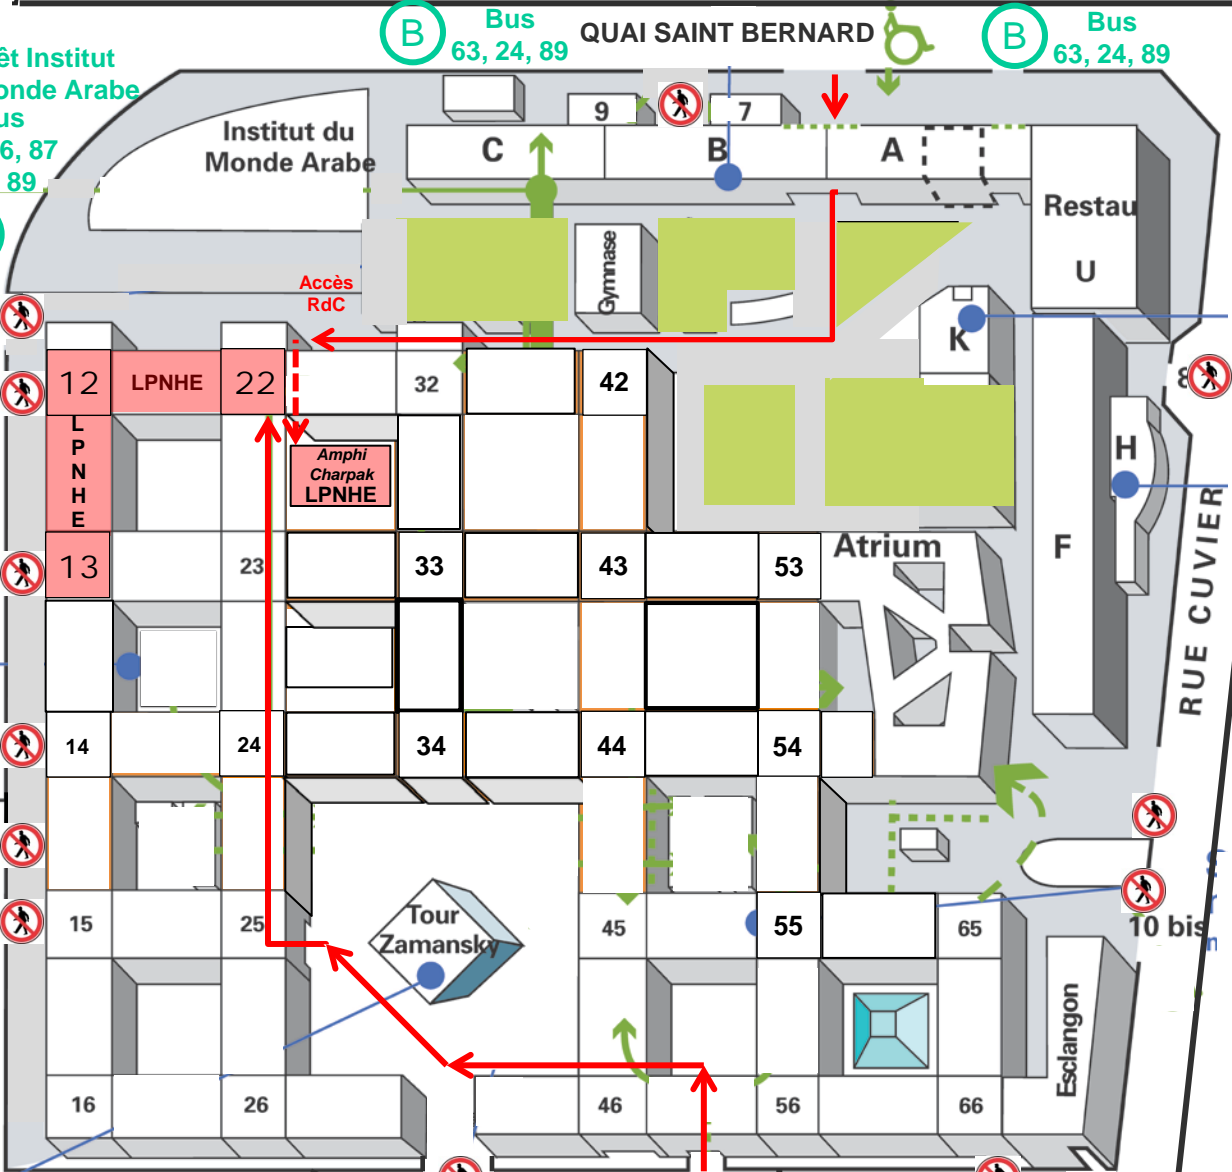 B
Bus
63, 24, 89
QUAI SAINT BERNARD
B
Bus
63, 24, 89
êt Institut
onde Arabe
us
6, 87
89
Institut du
Monde Arabe
9
7
C
B
A
Restau
U
Gymnase
Accès
RdC
K
12
LPNHE
22
32
42
8
LPNHE
Amphi
Charpak
LPNHE
H
13
23
33
43
53
Atrium
F
RUE CUVIER
14
24
34
44
54
15
25
Tour
Zamansky
45
55
65
10 bis
Esclangon
16
26
46
56
66